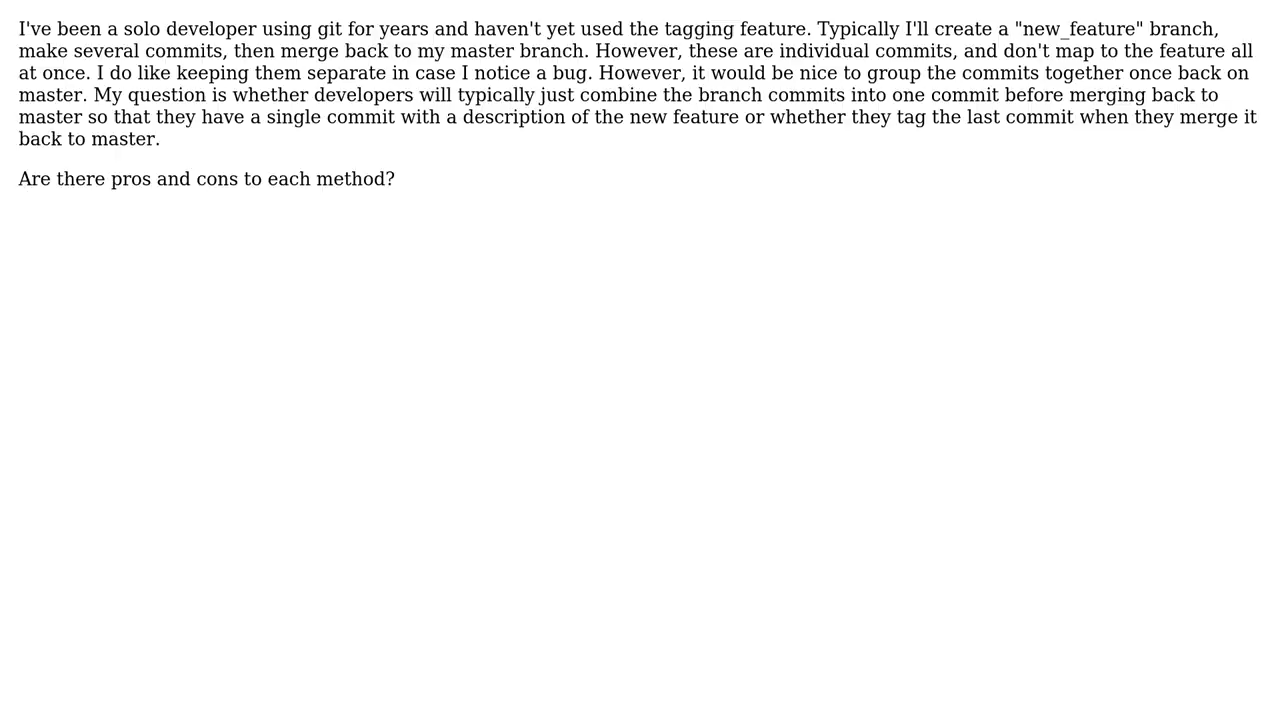 I've been a solo developer using git for years and haven't yet used the tagging feature. Typically I'll create a "new_feature" branch,
make several commits, then merge back to my master branch. However, these are individual commits, and don't map to the feature all
at once. I do like keeping them separate in case I notice a bug. However, it would be nice to group the commits together once back on
master. My question is whether developers will typically just combine the branch commits into one commit before merging back to
master so that they have a single commit with a description of the new feature or whether they tag the last commit when they merge it
back to master.
Are there pros and cons to each method?